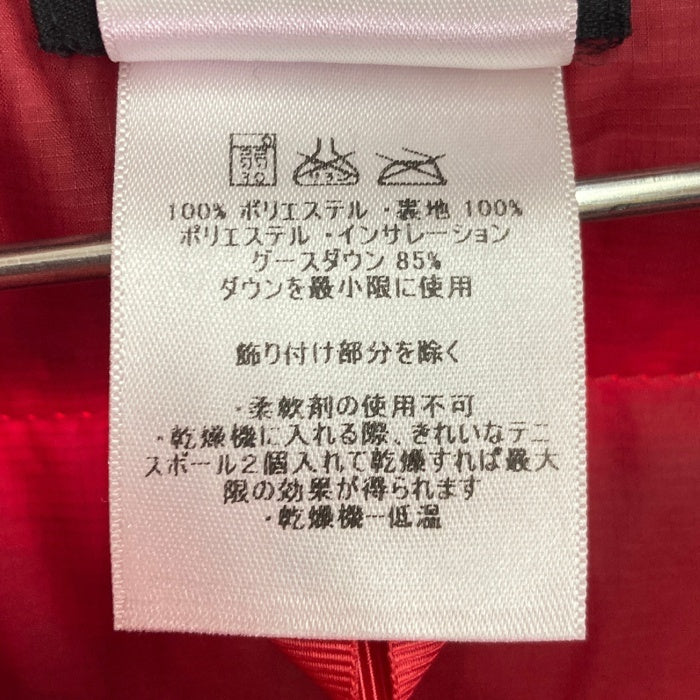 弱
30
エンソ
100% ポリエステル ・裏地 100%
ポリエステル ・インサレーション
グースダウン 85%
ダウンを最小限に使用
飾り付け部分を除く
・柔軟剤の使用不可
・乾燥機に入れる際、きれいなテニ
スボール2個入れて乾燥すれば最大
限の効果が得られます
・乾燥機ー低温